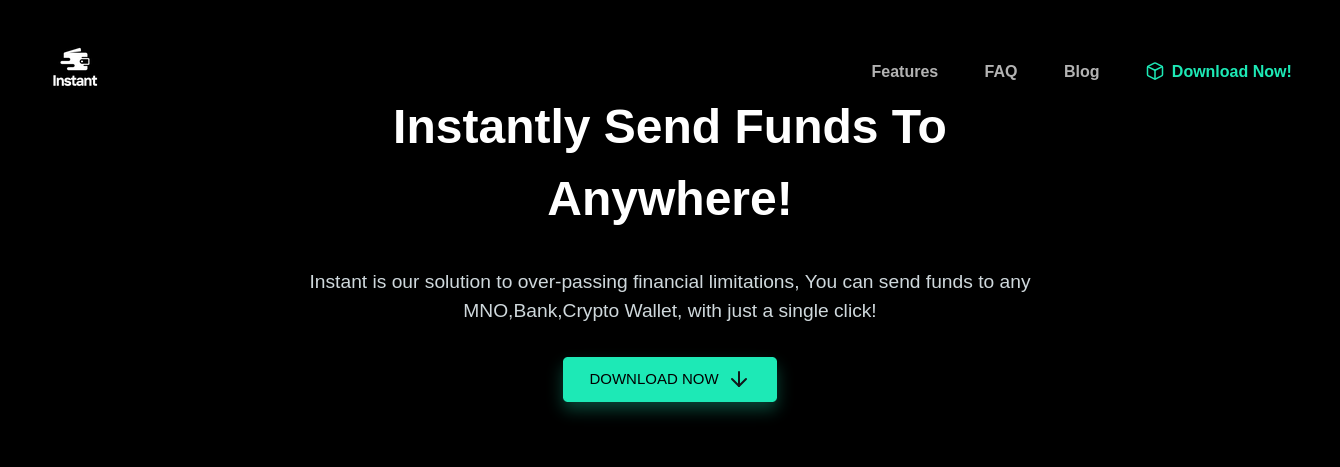 Instant
Features
FAQ
Blog
Download Now!
Instantly Send Funds To
Anywhere!
Instant is our solution to over-passing financial limitations, You can send funds to any
MNO,Bank,Crypto Wallet, with just a single click!
DOWNLOAD NOW